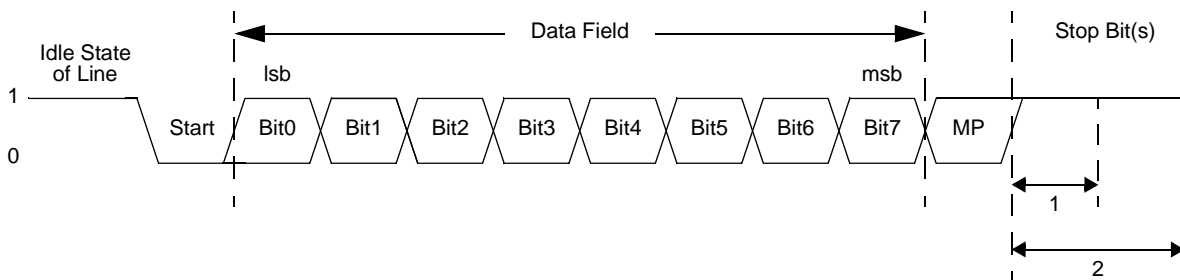 Data Field
Stop Bit(s)
Idle State
of Line
lsb
msb
1
Start
Bit0
Bit1
Bit2
Bit3
Bit4
Bit5
Bit6
Bit7
MP
0
1
2